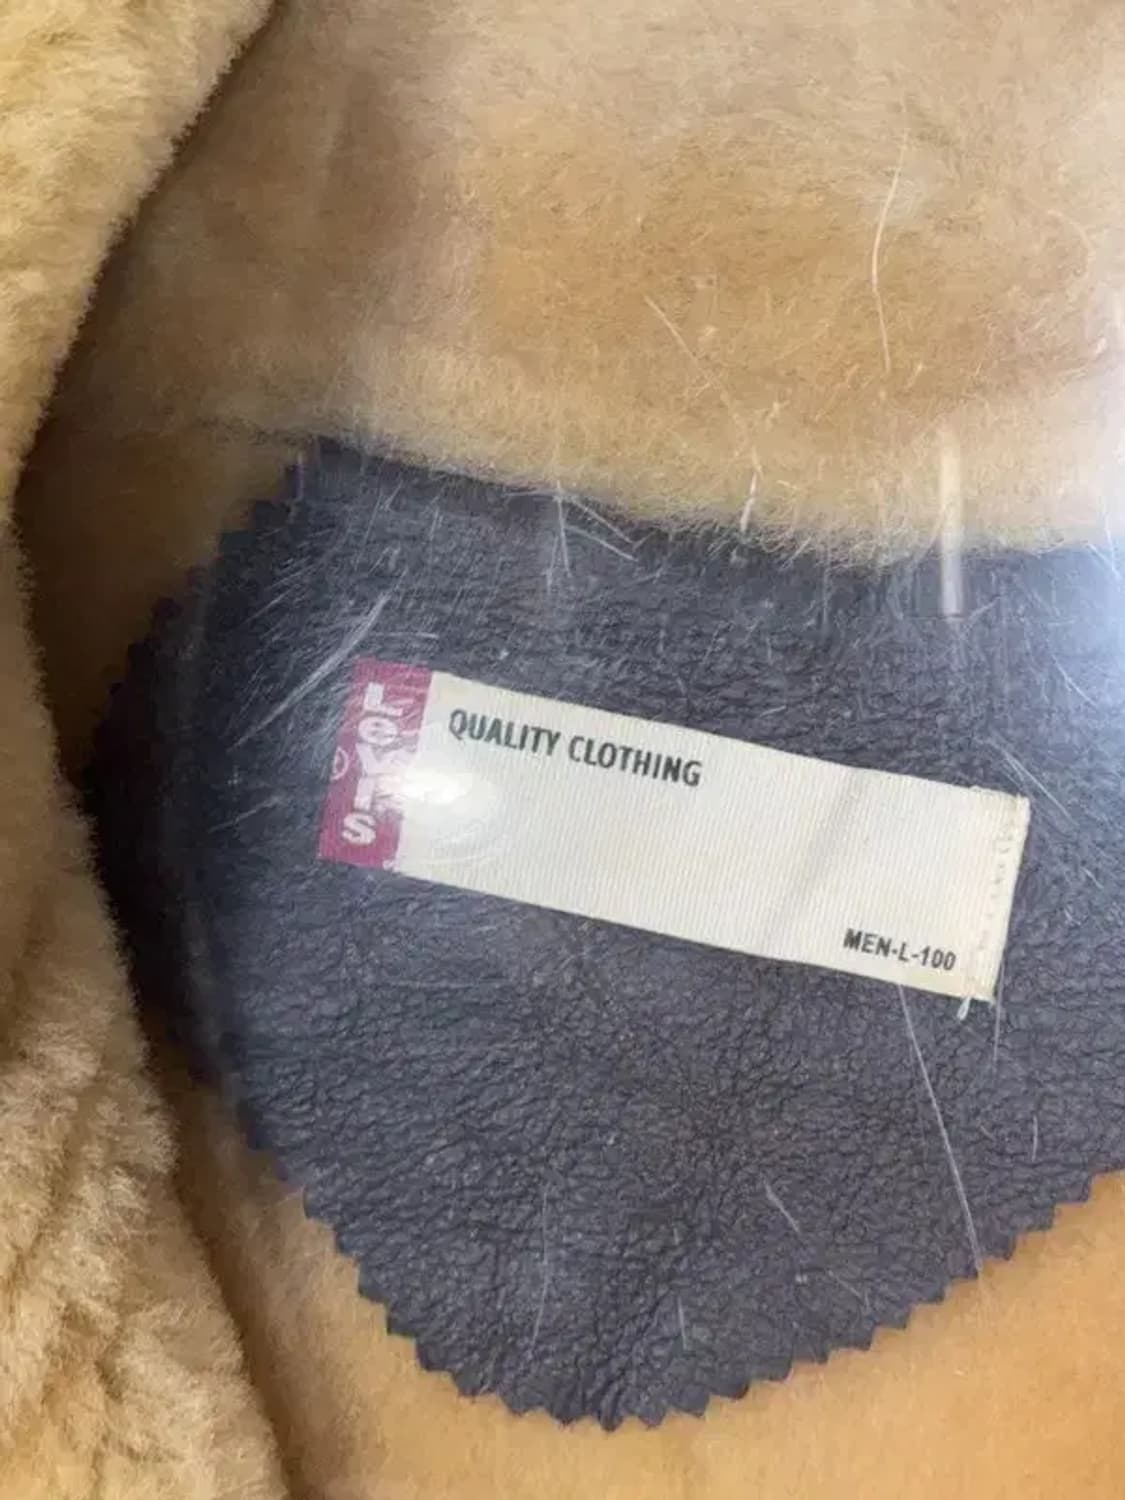 LEVI'S
®
QUALITY CLOTHING
MEN-L-100